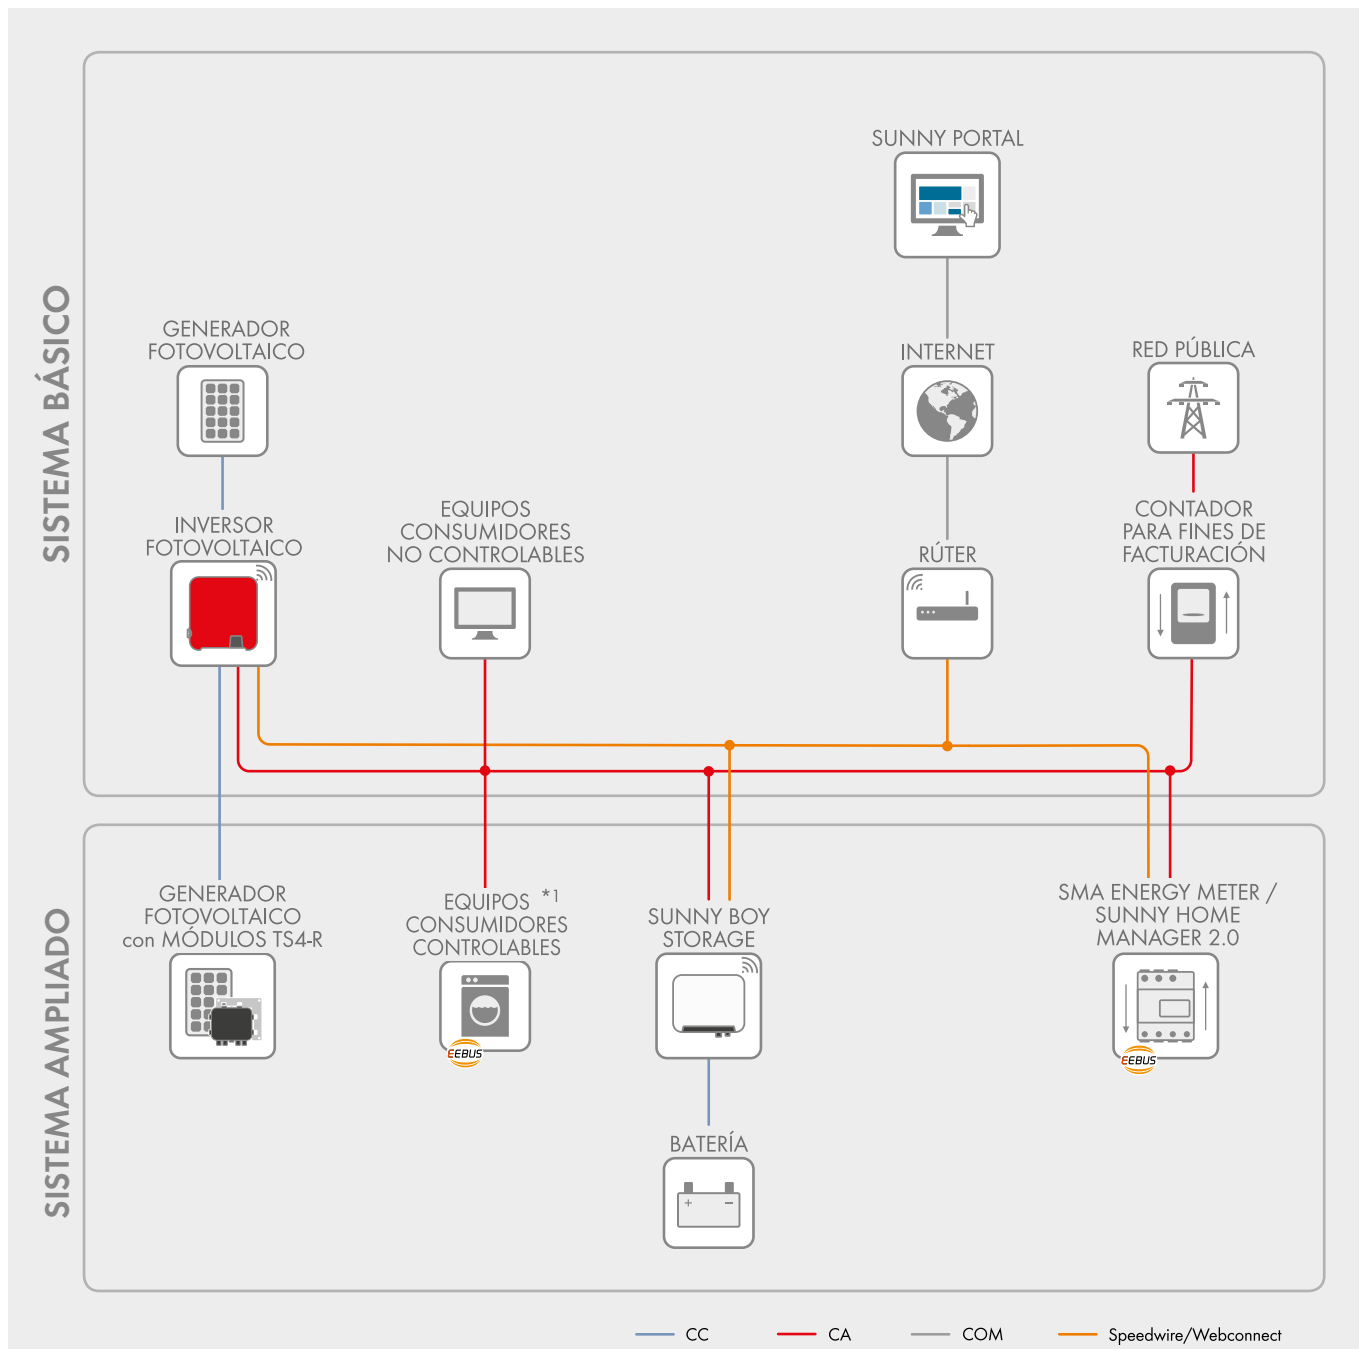 SISTEMA BÁSICO
SUNNY PORTAL
GENERADOR
FOTOVOLTAICO
INTERNET
RED PÚBLICA
INVERSOR
FOTOVOLTAICO
EQUIPOS
CONSUMIDORES
NO CONTROLABLES
RÚTER
CONTADOR
PARA FINES DE
FACTURACIÓN
SISTEMA AMPLIADO
GENERADOR
FOTOVOLTAICO
con MÓDULOS TS4-R
EQUIPOS *1
CONSUMIDORES
CONTROLABLES
EEBUS
SUNNY BOY
STORAGE
SMA ENERGY METER /
SUNNY HOME
MANAGER 2.0
EEBUS
BATERÍA
+ –
CC
CA
COM
Speedwire/Webconnect